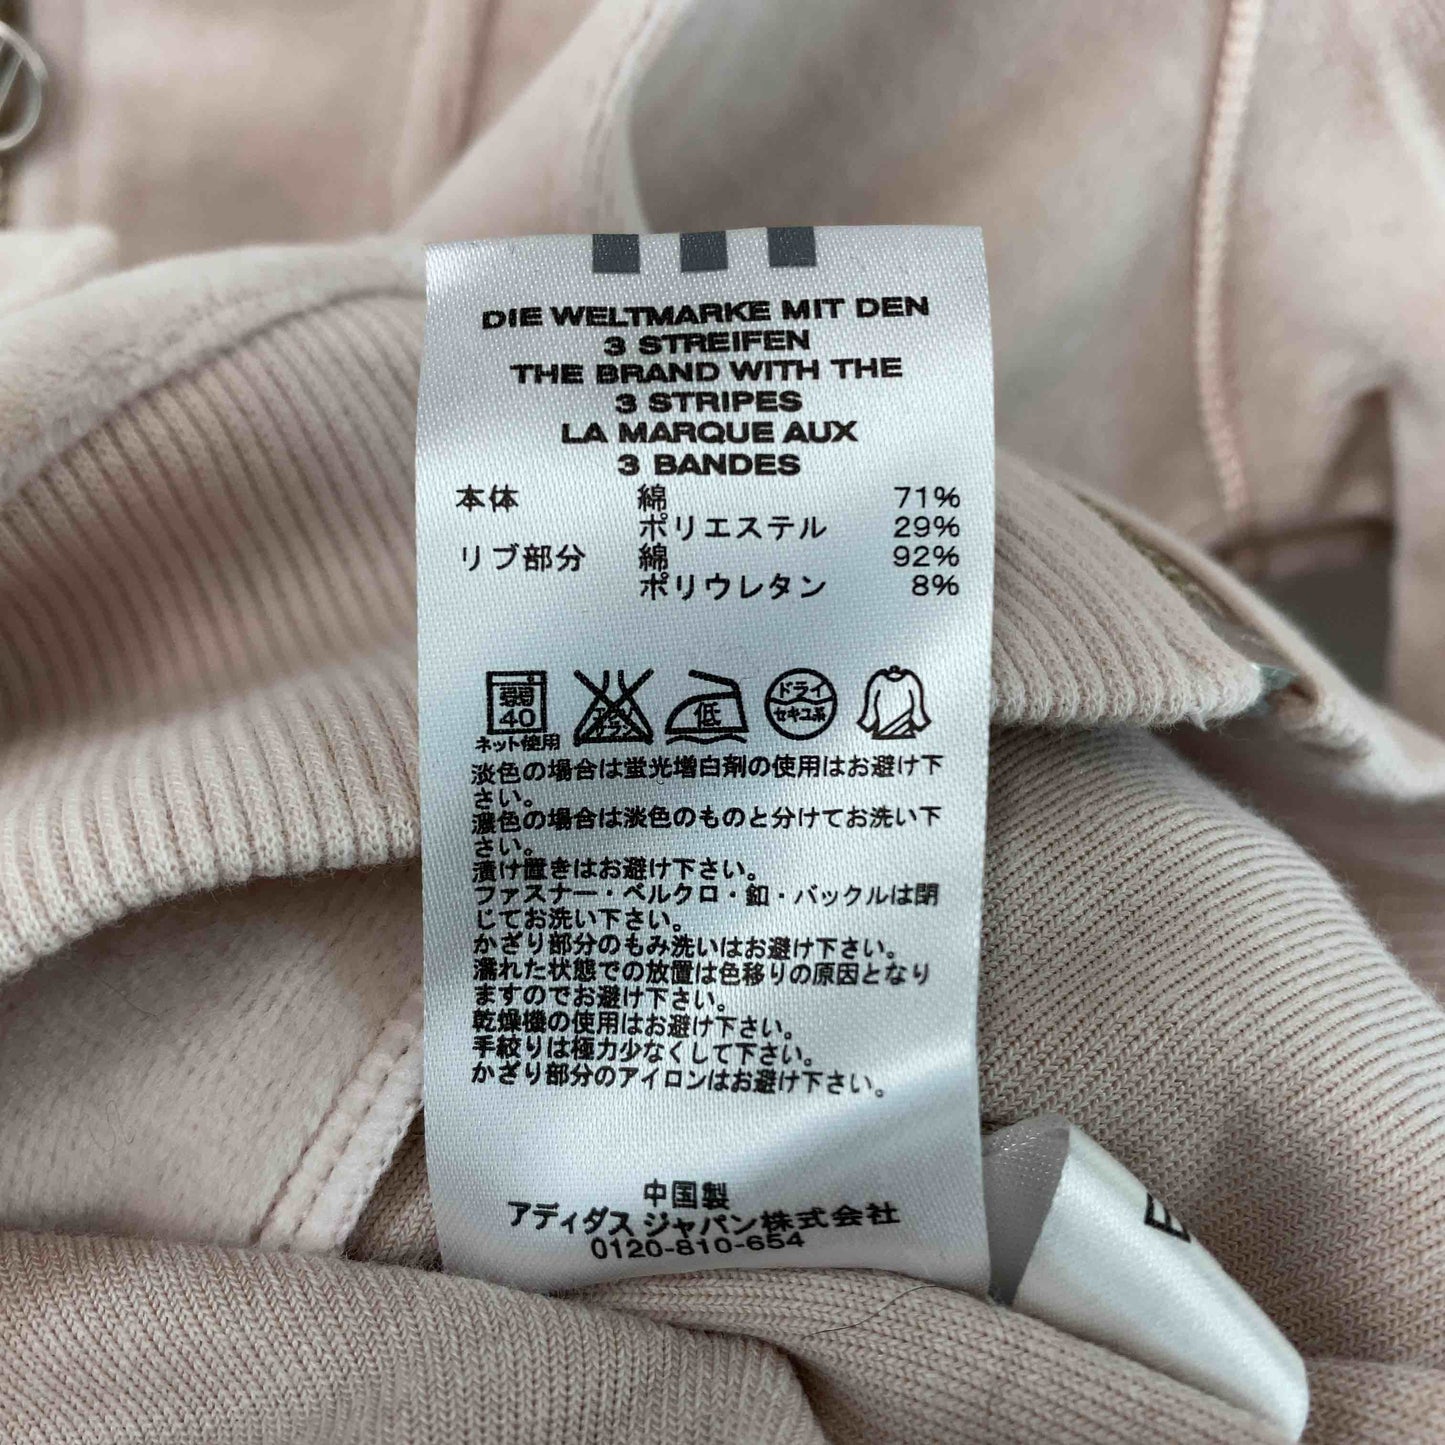 DIE WELTMARKE MIT DEN
3 STREIFEN
THE BRAND WITH THE
3 STRIPES
LA MARQUE AUX
3 BANDES
本体 綿 71%
ポリエステル 29%
リブ部分 綿 92%
ポリウレタン 8%
弱
40
ネット使用
エンソ
サラシ
低
ドライ
セキユ系
淡色の場合は蛍光増白剤の使用はお避け下
さい。
濃色の場合は淡色のものと分けてお洗い下
さい。
漬け置きはお避け下さい。
ファスナー・ベルクロ・釦・バックルは閉
じてお洗い下さい。
かざり部分のもみ洗いはお避け下さい。
濡れた状態での放置は色移りの原因となり
ますのでお避け下さい。
乾燥機の使用はお避け下さい。
手絞りは極力少なくして下さい。
かざり部分のアイロンはお避け下さい。
中国製
アディダス ジャパン株式会社
0120-810-654